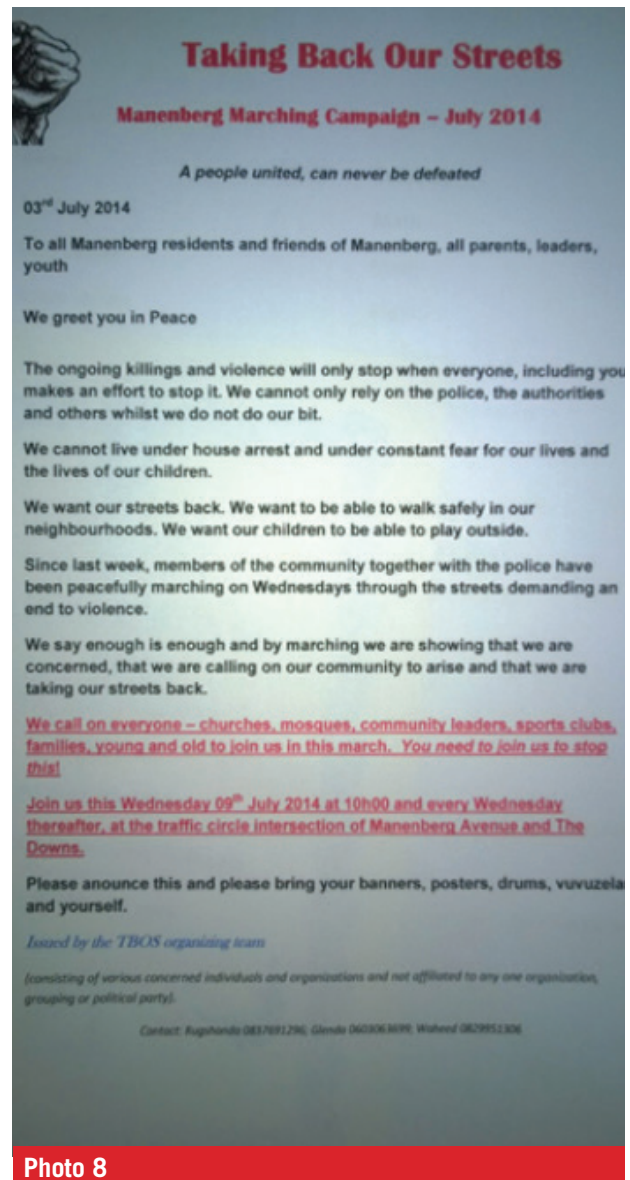 Taking Back Our Streets
Manenberg Marching Campaign – July 2014
A people united, can never be defeated
03rd July 2014
To all Manenberg residents and friends of Manenberg, all parents, leaders,
youth
We greet you in Peace
The ongoing killings and violence will only stop when everyone, including you
makes an effort to stop it. We cannot only rely on the police, the authorities
and others whilst we do not do our bit.
We cannot live under house arrest and under constant fear for our lives and
the lives of our children.
We want our streets back. We want to be able to walk safely in our
neighbourhoods. We want our children to be able to play outside.
Since last week, members of the community together with the police have
been peacefully marching on Wednesdays through the streets demanding an
end to violence.
We say enough is enough and by marching we are showing that we are
concerned, that we are calling on our community to arise and that we are
taking our streets back.
We call on everyone – churches, mosques, community leaders, sports clubs,
families, young and old to join us in this march. You need to join us to stop
this!
Join us this Wednesday 09th July 2014 at 10h00 and every Wednesday
thereafter, at the traffic circle intersection of Manenberg Avenue and The
Downs.
Please anounce this and please bring your banners, posters, drums, vuvuzela
and yourself.
Issued by the TBOS organizing team
(consisting of various concerned individuals and organizations and not affiliated to any one organization,
grouping or political party).
Contact: Glenda Waheed
Photo 8